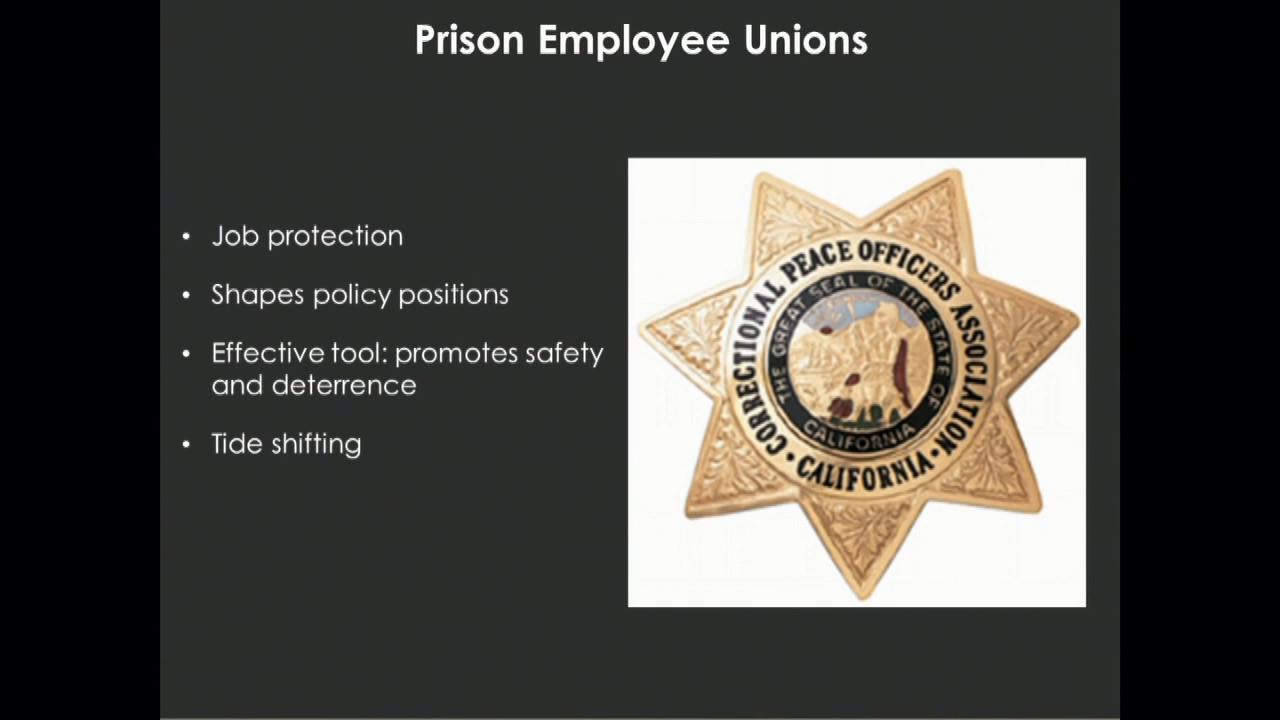 Prison Employee Unions
• Job protection
• Shapes policy positions
• Effective tool: promotes safety
and deterrence
• Tide shifting
CORRECTIONAL PEACE OFFICERS ASSOCIATION
• CALIFORNIA •
THE GREAT SEAL OF THE STATE OF
CALIFORNIA